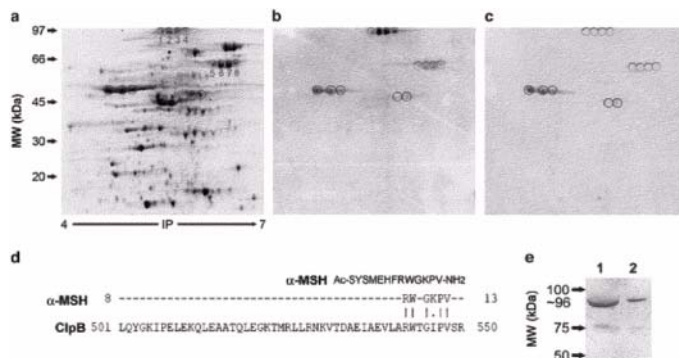 a
b
c
MW (kDa)
97
66
45
30
20
1 2 3 4
5 6 7 8
4 IP 7
d
α-MSH Ac-SYSMEHFRWGKPV-NH2
α-MSH 8 RW-GKPV 13
ClpB 501 LQYGKIPELEKQLEAATQLEGKTMRLLRNKVTDAEIAEVLARWTGIPVSR 550
e
MW (kDa)
1 2
100
~96
75
50